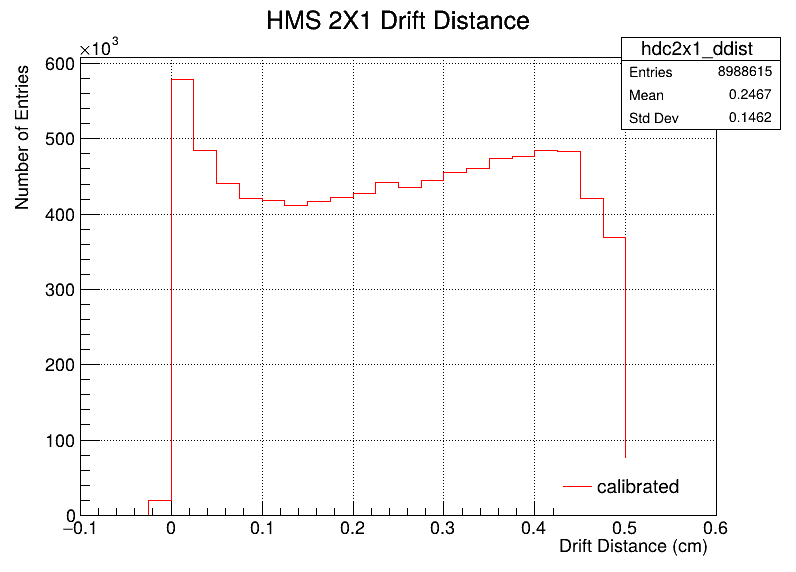 HMS 2X1 Drift Distance
×10³
hdc2x1_ddist
Entries 8988615
Mean 0.2467
Std Dev 0.1462
Number of Entries
600
500
400
300
200
100
0
−0.1 0 0.1 0.2 0.3 0.4 0.5 0.6
calibrated
Drift Distance (cm)